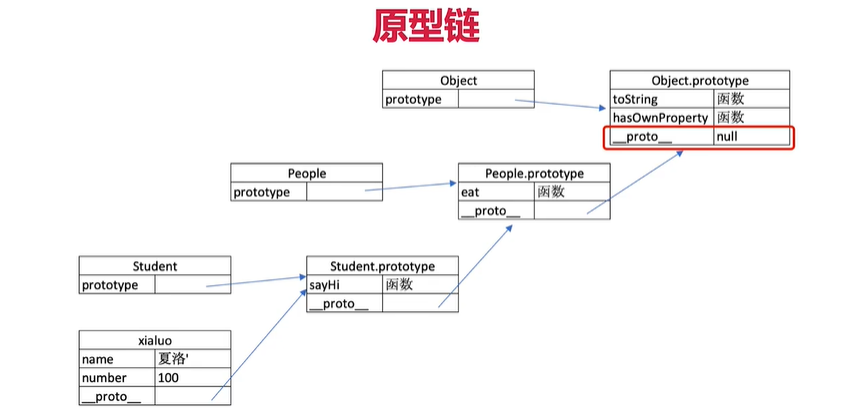 原型链
Object
prototype
Object.prototype
toString 函数
hasOwnProperty 函数
__proto__ null
People
prototype
People.prototype
eat 函数
__proto__
Student
prototype
Student.prototype
sayHi 函数
__proto__
xialuo
name 夏洛'
number 100
__proto__